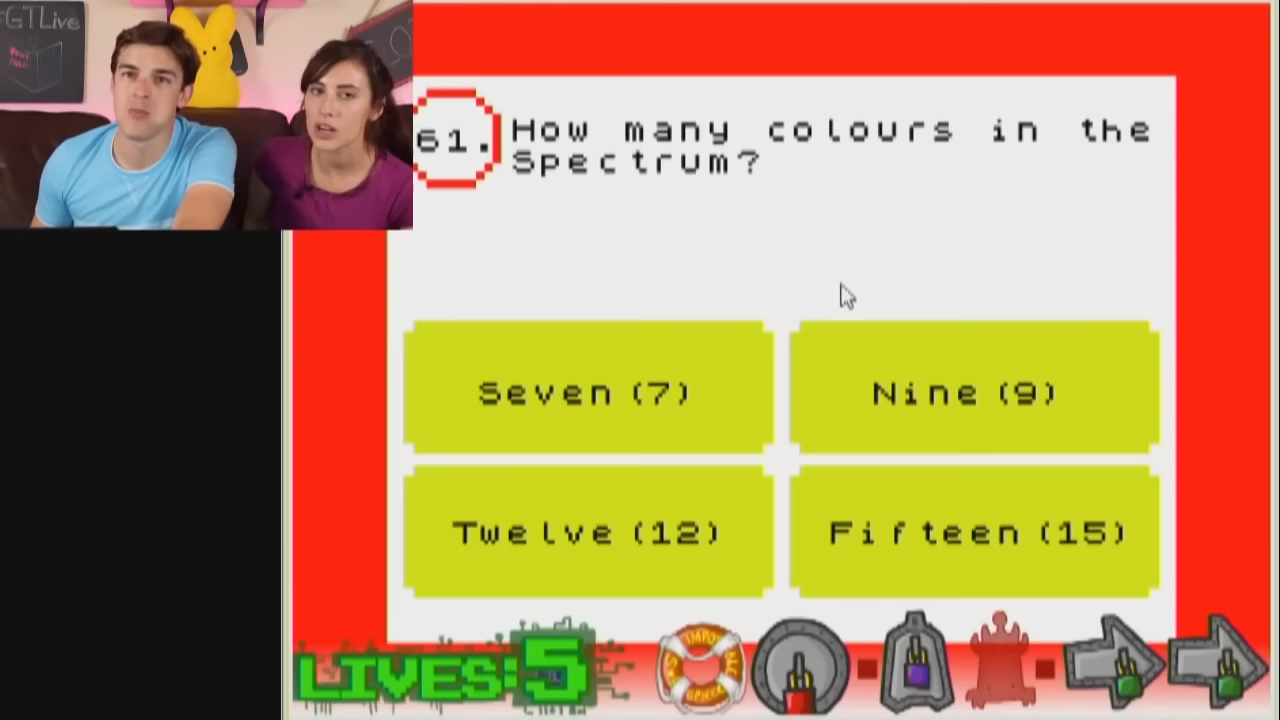 GTLive
61.
How many colours in the
Spectrum?
Seven (7)
Nine (9)
Twelve (12)
Fifteen (15)
LIVES:5